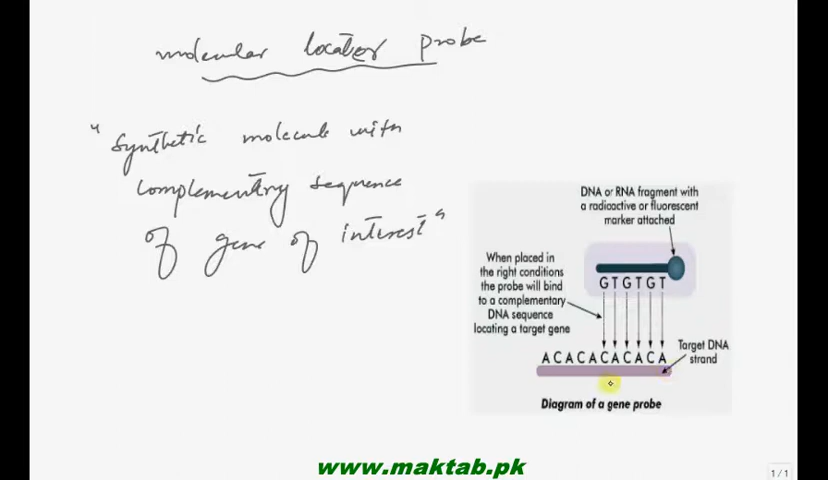 molecular locater probe
"Synthetic molecule with
complementry sequence
of gene of interest"
DNA or RNA fragment with
a radioactive or fluorescent
marker attached
When placed in
the right conditions
the probe will bind
to a complementary
DNA sequence
locating a target gene
GTGTGT
ACACACACACA
Target DNA
strand
Diagram of a gene probe
www.maktab.pk
1/1